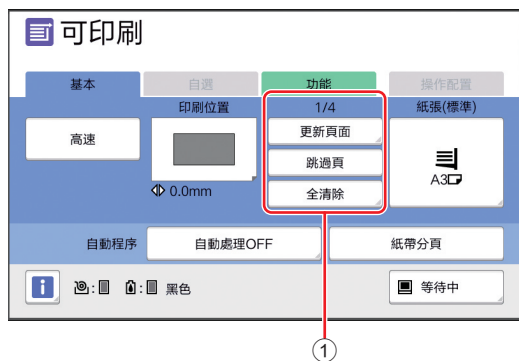 可印刷
基本 自選 功能 操作配置
印刷位置 1/4 紙張(標準)
高速 更新頁面
跳過頁
A3
0.0mm 全清除
自動程序 自動處理OFF 紙帶分頁
i : : 黑色 等待中
1